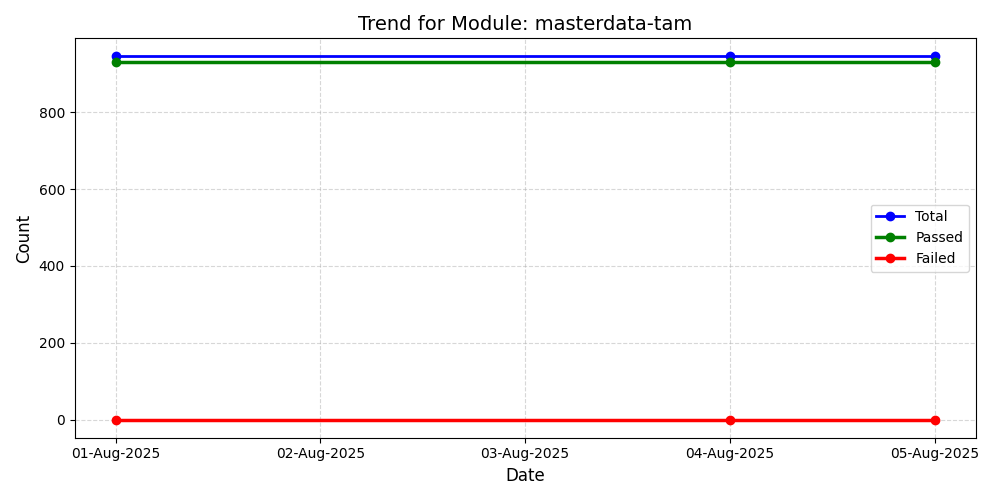 Trend for Module: masterdata-tam
Count
800
600
400
200
0
Total
Passed
Failed
01-Aug-2025 02-Aug-2025 03-Aug-2025 04-Aug-2025 05-Aug-2025
Date